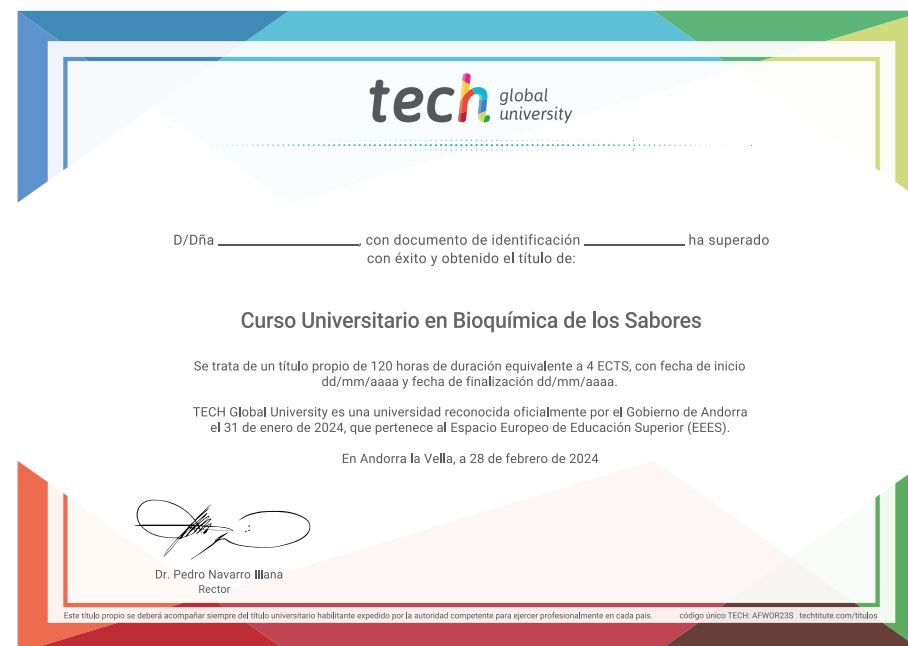 tech global university
D/Dña ____________________, con documento de identificación ______________ ha superado
con éxito y obtenido el título de:
Curso Universitario en Bioquímica de los Sabores
Se trata de un título propio de 120 horas de duración equivalente a 4 ECTS, con fecha de inicio
dd/mm/aaaa y fecha de finalización dd/mm/aaaa.
TECH Global University es una universidad reconocida oficialmente por el Gobierno de Andorra
el 31 de enero de 2024, que pertenece al Espacio Europeo de Educación Superior (EEES).
En Andorra la Vella, a 28 de febrero de 2024
Dr. Pedro Navarro Illana
Rector
Este título propio se deberá acompañar siempre del título universitario habilitante expedido por la autoridad competente para ejercer profesionalmente en cada país. código único TECH: AFWOR23S techtitute.com/titulos